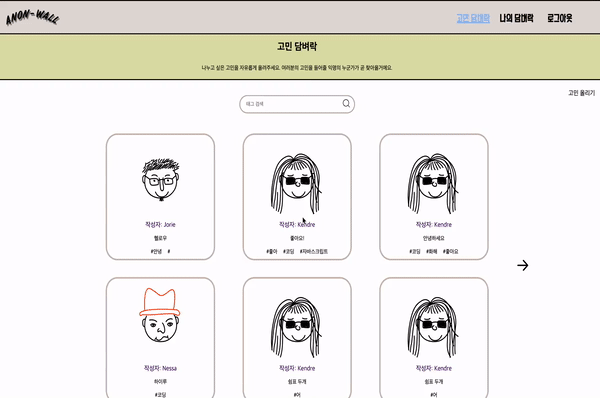 ANON-WALL
고민 담벼락 나의 담벼락 로그아웃
고민 담벼락
나누고 싶은 고민을 자유롭게 올려주세요. 여러분의 고민을 들어줄 익명의 누군가가 곧 찾아올거예요.
고민 올리기
태그 검색
작성자: Jorie
헬로우
#안녕 #
작성자: Kendre
좋아요!
#좋아 #코딩 #자바스크립트
작성자: Kendre
안녕하세요
#코딩 #화해 #좋아요
작성자: Nessa
하이루
#코딩
작성자: Kendre
쉼표 두개
#어
작성자: Kendre
쉼표 두개
#어